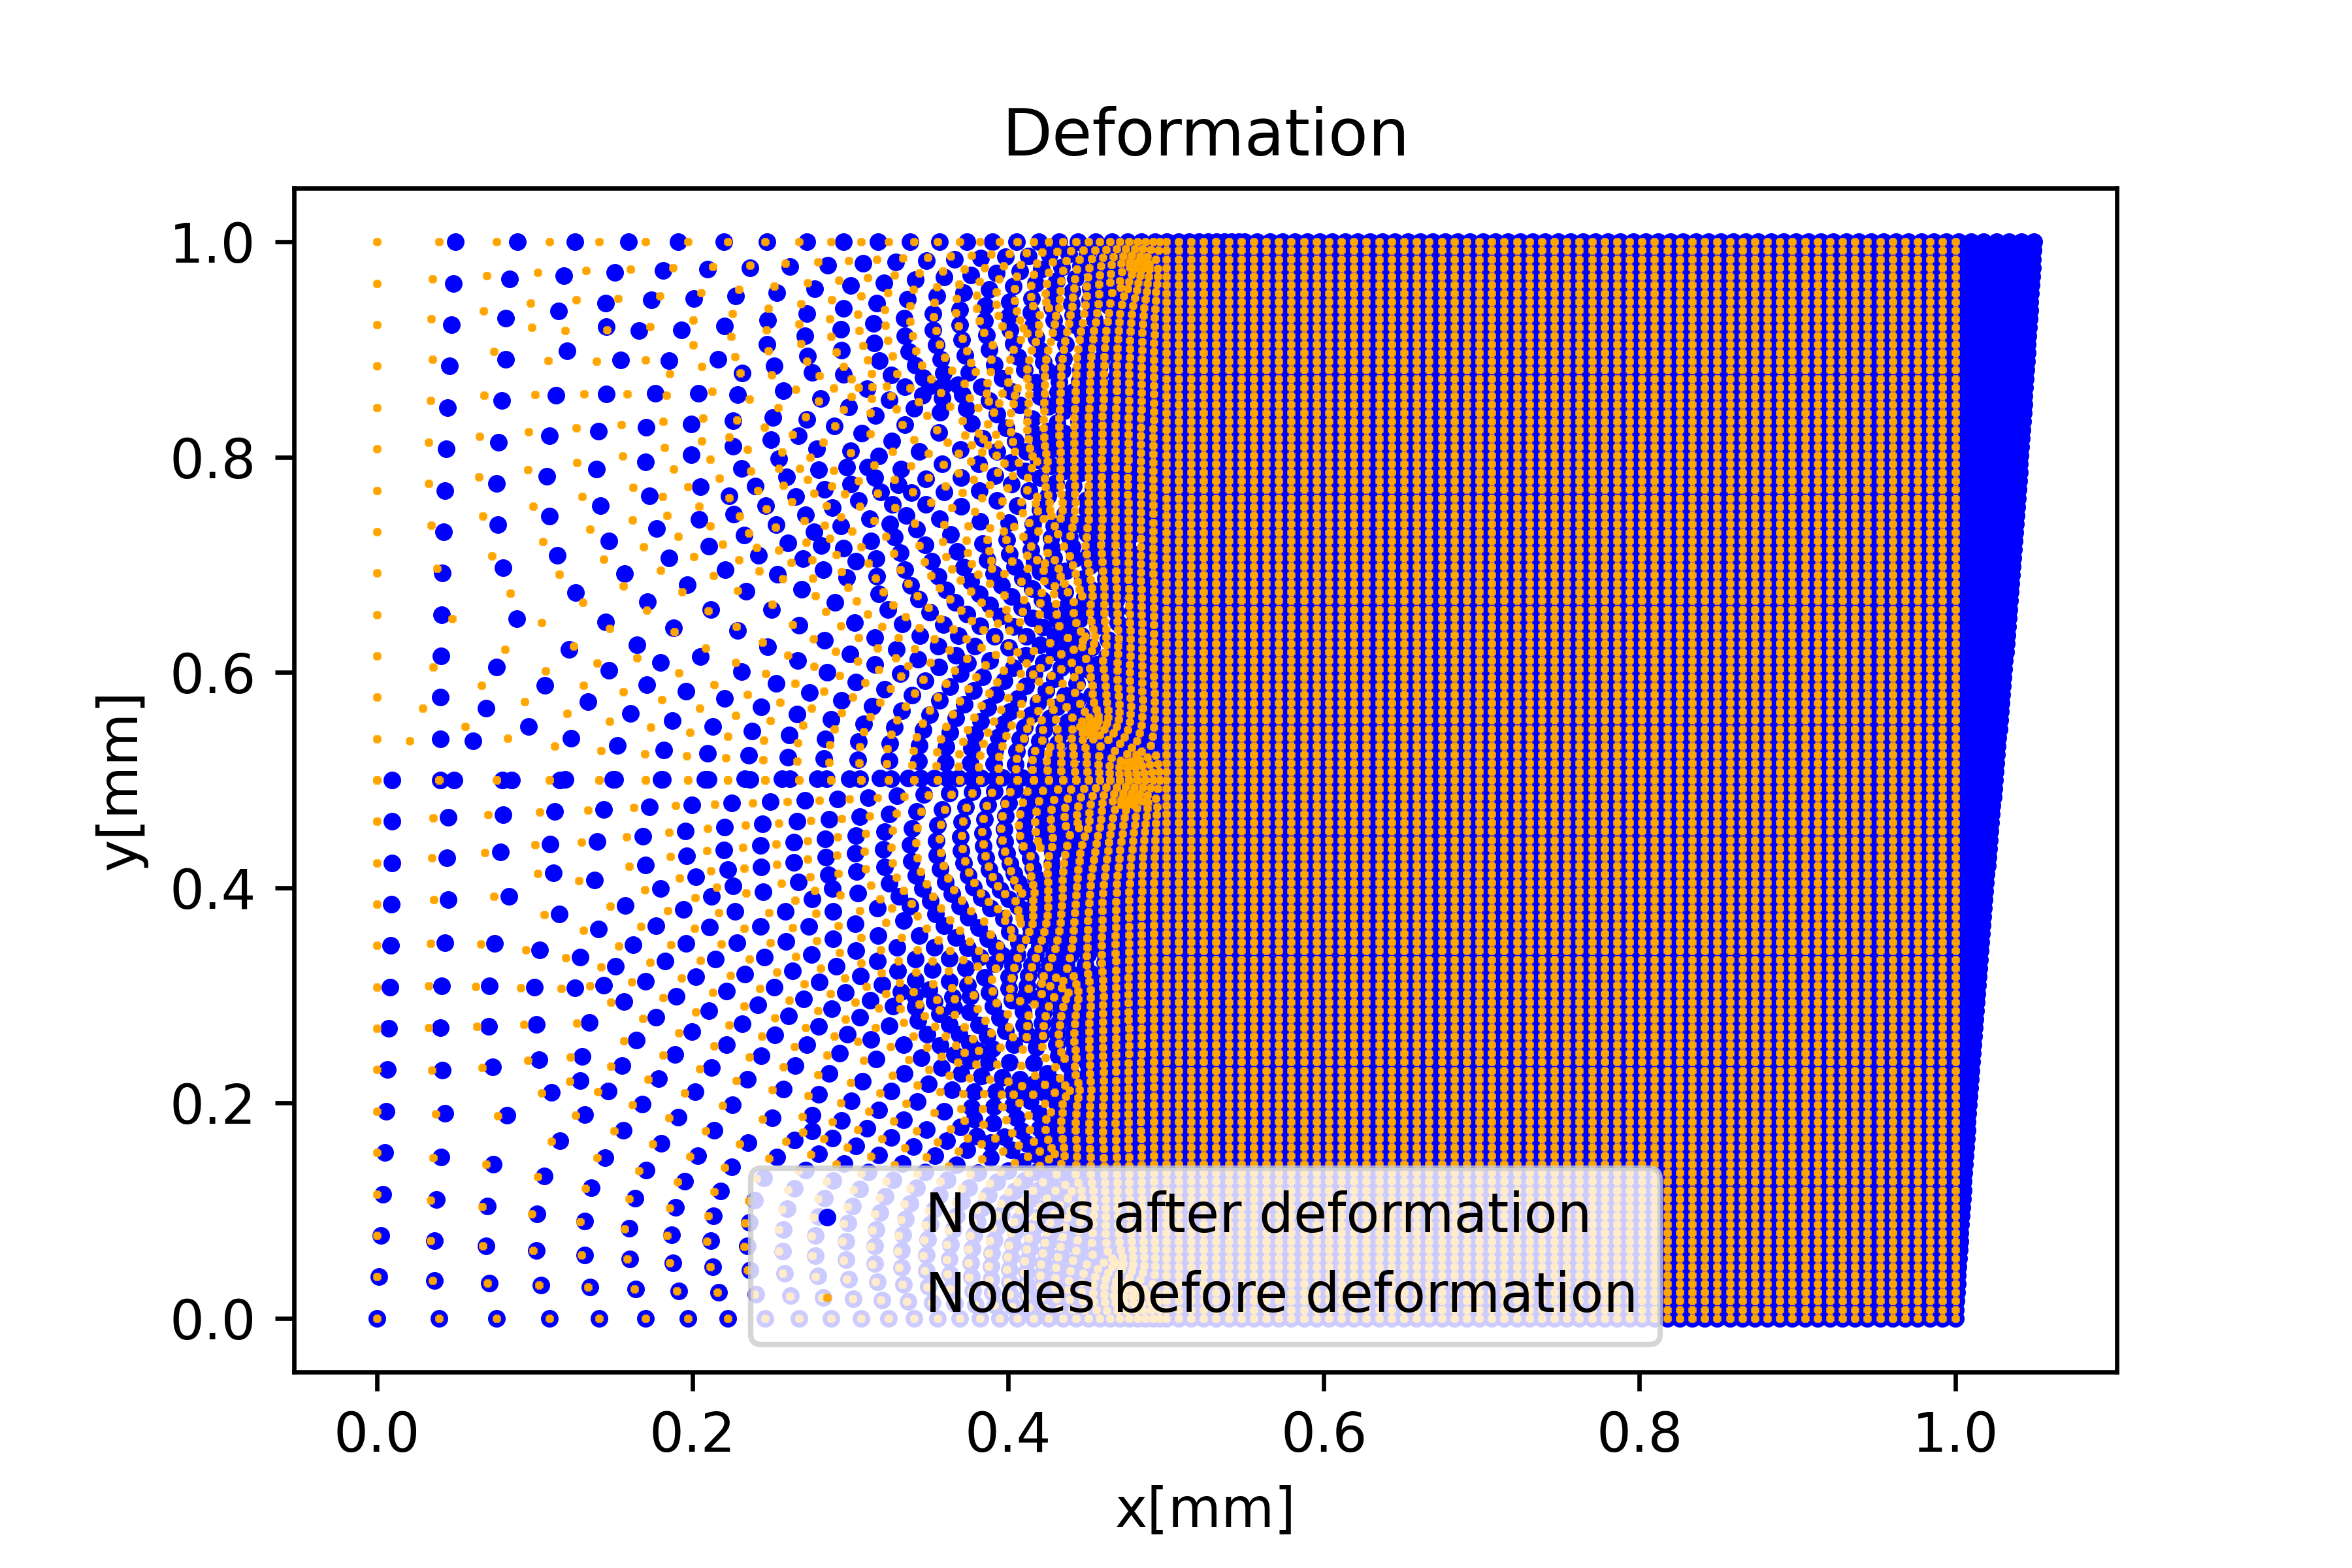 Deformation
1.0
0.8
0.6
0.4
0.2
0.0
y[mm]
Nodes after deformation
Nodes before deformation
0.0 0.2 0.4 0.6 0.8 1.0
x[mm]